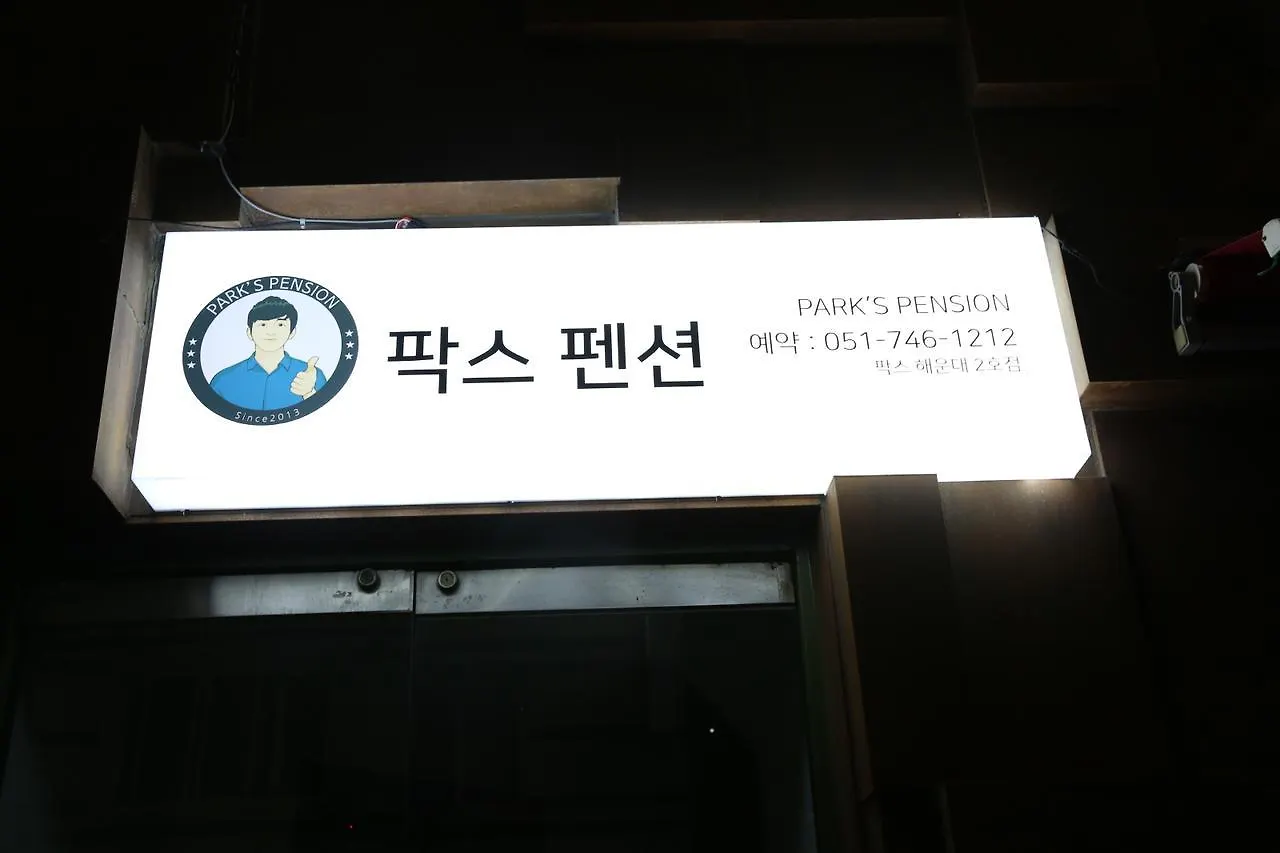 PARK'S PENSION
Since2013
팍스 펜션
PARK'S PENSION
예약 : 051-746-1212
팍스 해운대 2호점